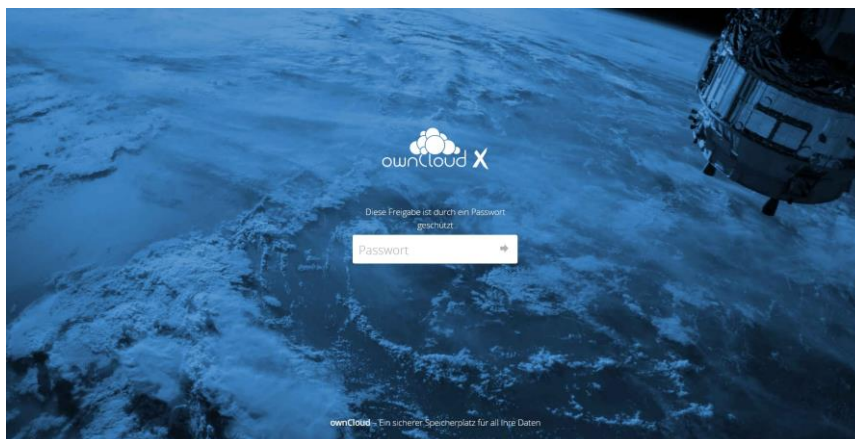 ownCloud X
Diese Freigabe ist durch ein Passwort
geschützt
Passwort
ownCloud – Ein sicherer Speicherplatz für all Ihre Daten